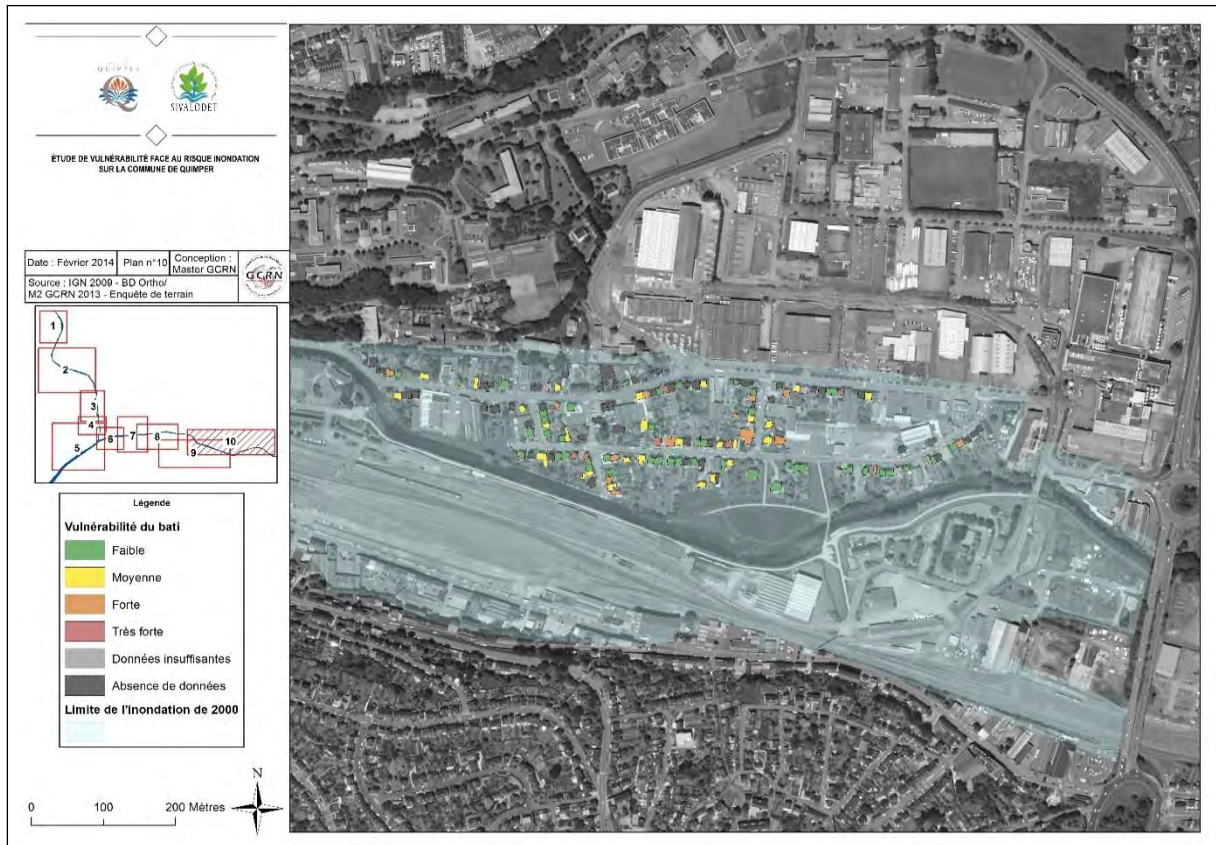 QUIMPER
SIVALODET
ÉTUDE DE VULNÉRABILITÉ FACE AU RISQUE INONDATION
SUR LA COMMUNE DE QUIMPER
Date : Février 2014 Plan n°10 Conception :
Master GCRN
GCRN
Source : IGN 2009 - BD Ortho/
M2 GCRN 2013 - Enquête de terrain
1
2
3
4
5
6
7
8
9
10
Légende
Vulnérabilité du bati
Faible
Moyenne
Forte
Très forte
Données insuffisantes
Absence de données
Limite de l'inondation de 2000
N
0 100 200 Mètres